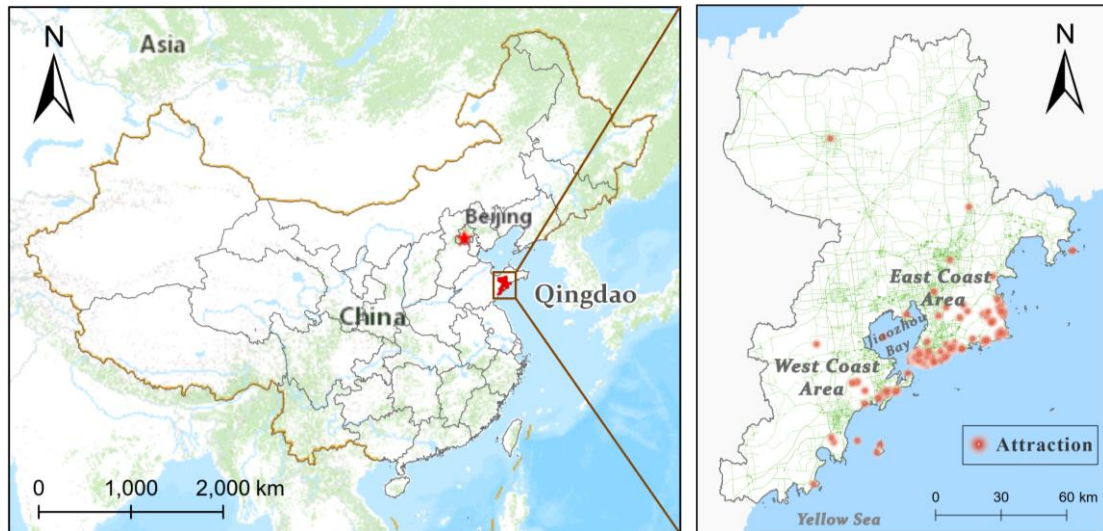 N
Asia
Beijing
Qingdao
China
0 1,000 2,000 km
N
East Coast
Area
Jiaozhou
Bay
West Coast
Area
Attraction
0 30 60 km
Yellow Sea